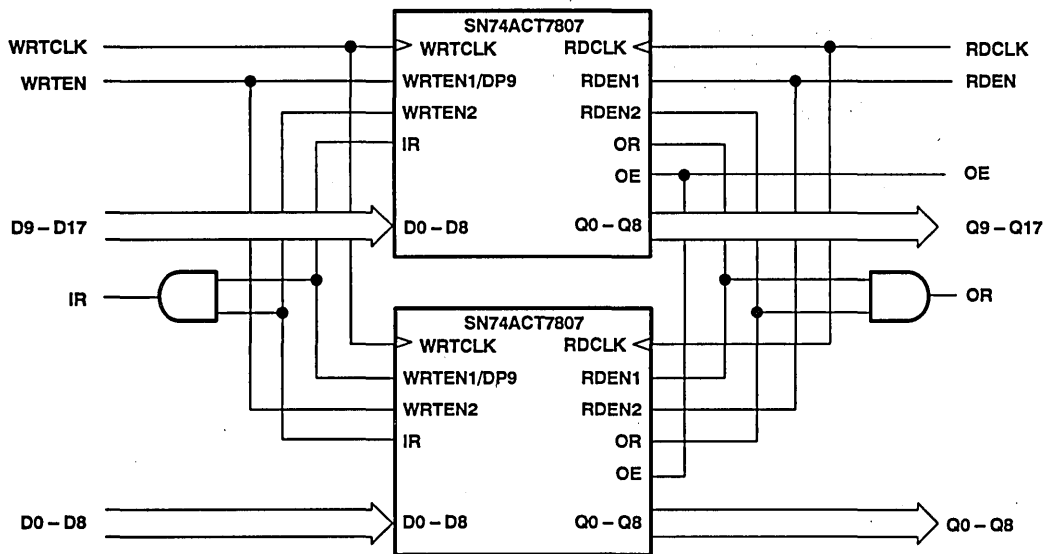 SN74ACT7807
WRTCLK WRTCLK RDCLK RDCLK
WRTEN WRTEN1/DP9 RDEN1 RDEN
WRTEN2 RDEN2
IR OR
OE OE
D9 – D17 D0 – D8 Q0 – Q8 Q9 – Q17
IR OR
SN74ACT7807
WRTCLK RDCLK
WRTEN1/DP9 RDEN1
WRTEN2 RDEN2
IR OR
OE
D0 – D8 D0 – D8 Q0 – Q8 Q0 – Q8